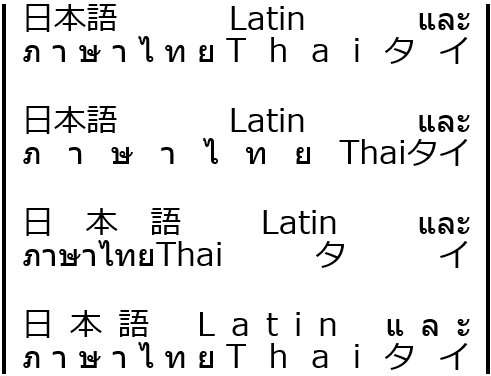 日本語 Latin และ
ภาษาไทยThaiタイ
日本語 Latin และ
ภาษาไทย Thaiタイ
日本語 Latin และ
ภาษาไทยThai タイ
日本語 Latin และ
ภาษาไทยThaiタイ